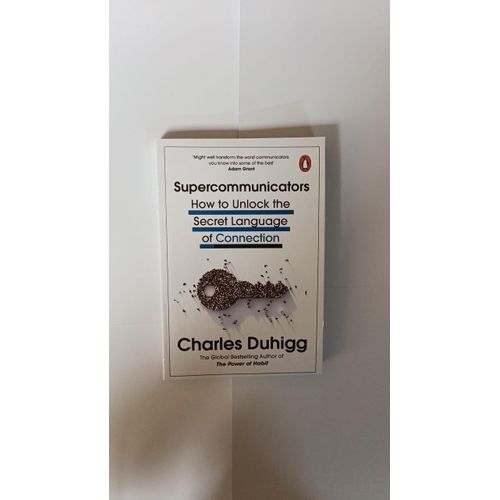 'Might well transform the worst communicators
you know into some of the best'
Adam Grant
Supercommunicators
How to Unlock the
Secret Language
of Connection
Charles Duhigg
The Global Bestselling Author of
The Power of Habit